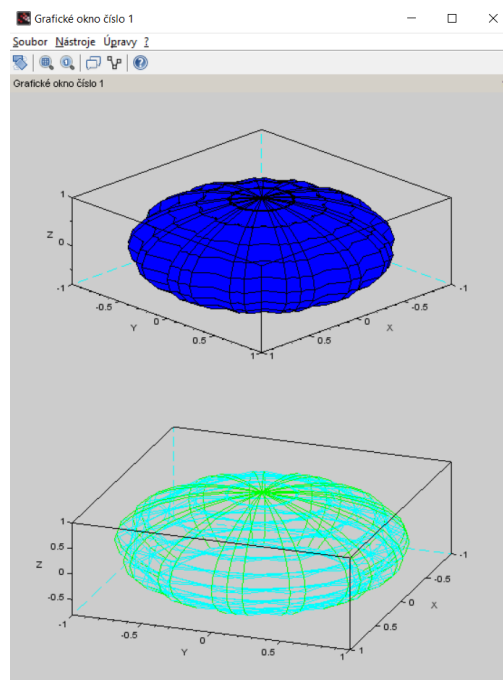 Grafické okno číslo 1
Soubor Nástroje Úpravy ?
Grafické okno číslo 1
1
Z 0
-1 -1
-0.5 -0.5
Y 0 0 X
0.5 0.5
1 1
1
0.5
Z 0
-0.5
-1 -1
-0.5 -0.5
Y 0 0 X
0.5 0.5
1 1